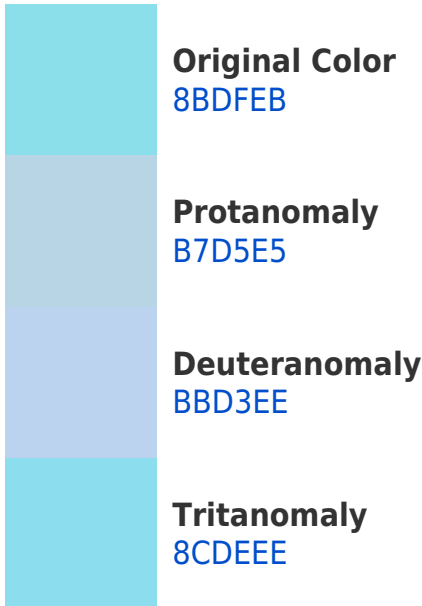 Original Color
8BDFEB
Protanomaly
B7D5E5
Deuteranomaly
BBD3EE
Tritanomaly
8CDEEE